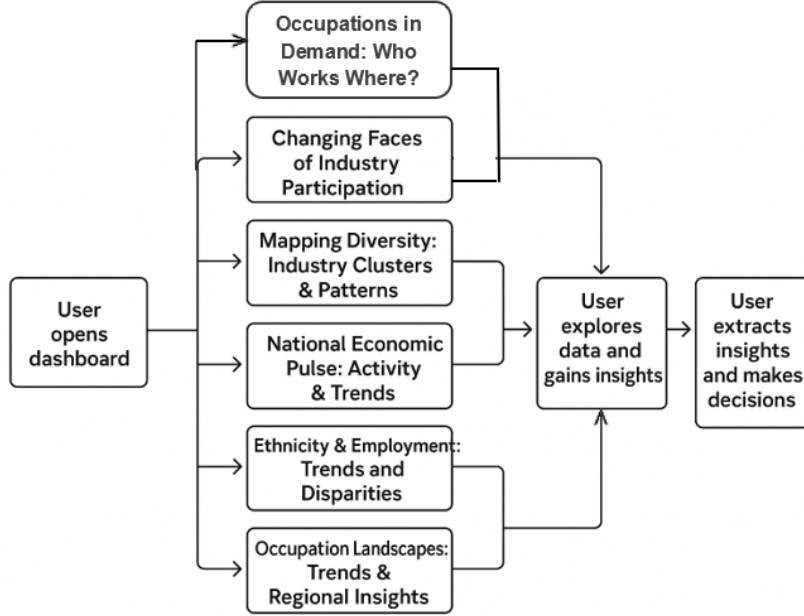 Occupations in
Demand: Who
Works Where?
Changing Faces
of Industry
Participation
Mapping Diversity:
Industry Clusters
& Patterns
User
opens
dashboard
National Economic
Pulse: Activity
& Trends
User
explores
data and
gains insights
User
extracts
insights
and makes
decisions
Ethnicity & Employment:
Trends and
Disparities
Occupation Landscapes:
Trends &
Regional Insights